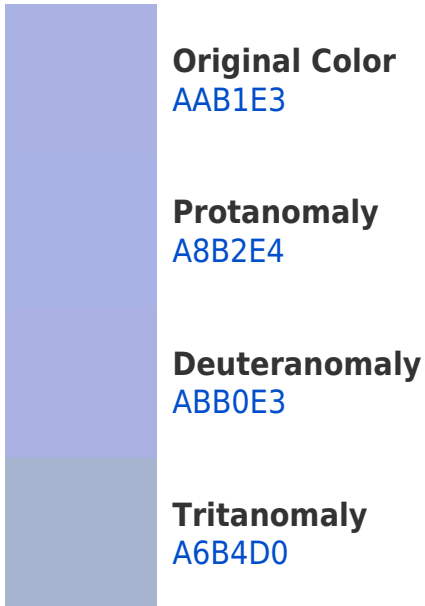 Original Color
AAB1E3
Protanomaly
A8B2E4
Deuteranomaly
ABB0E3
Tritanomaly
A6B4D0